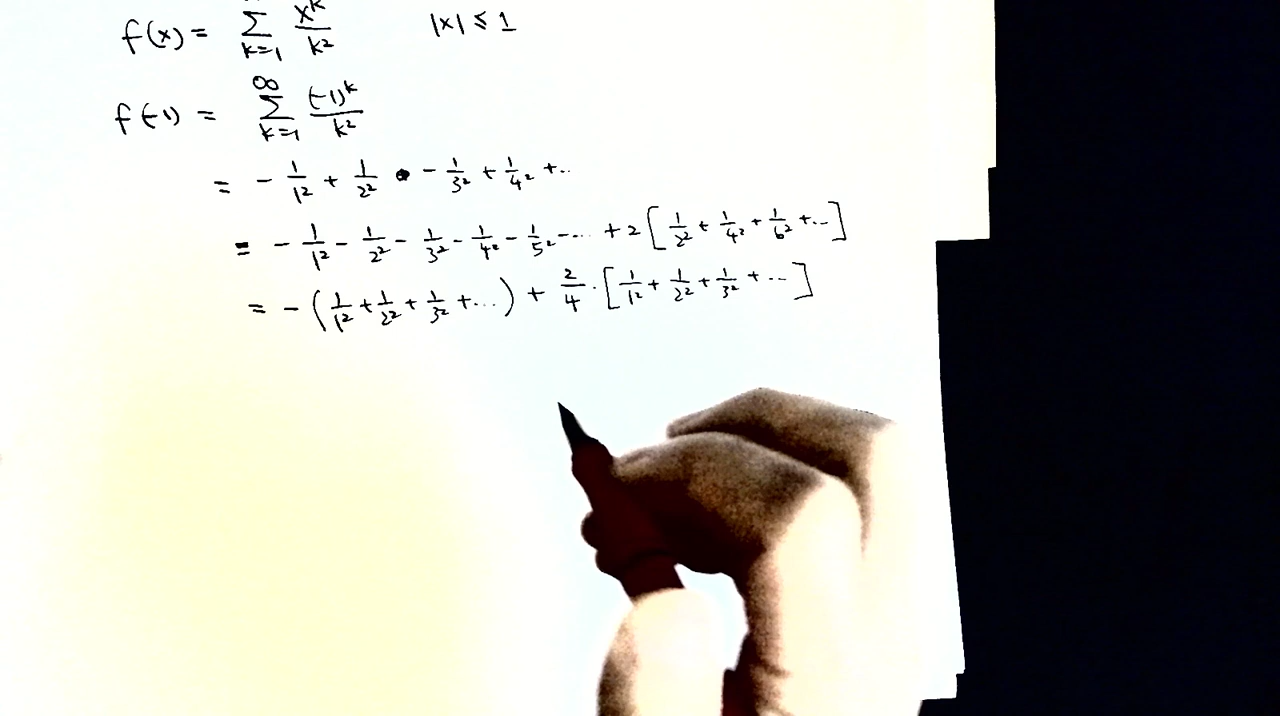 f(x) = ∑ k=1 x^k/k² |x| ≤ 1
f(-1) = ∑ k=1 ∞ (-1)^k/k²
= - 1/1² + 1/2² - 1/3² + 1/4² + ..
= - 1/1² - 1/2² - 1/3² - 1/4² - 1/5² - ... + 2 [ 1/2² + 1/4² + 1/6² + ... ]
= - ( 1/1² + 1/2² + 1/3² + ... ) + 2/4 · [ 1/1² + 1/2² + 1/3² + ... ]